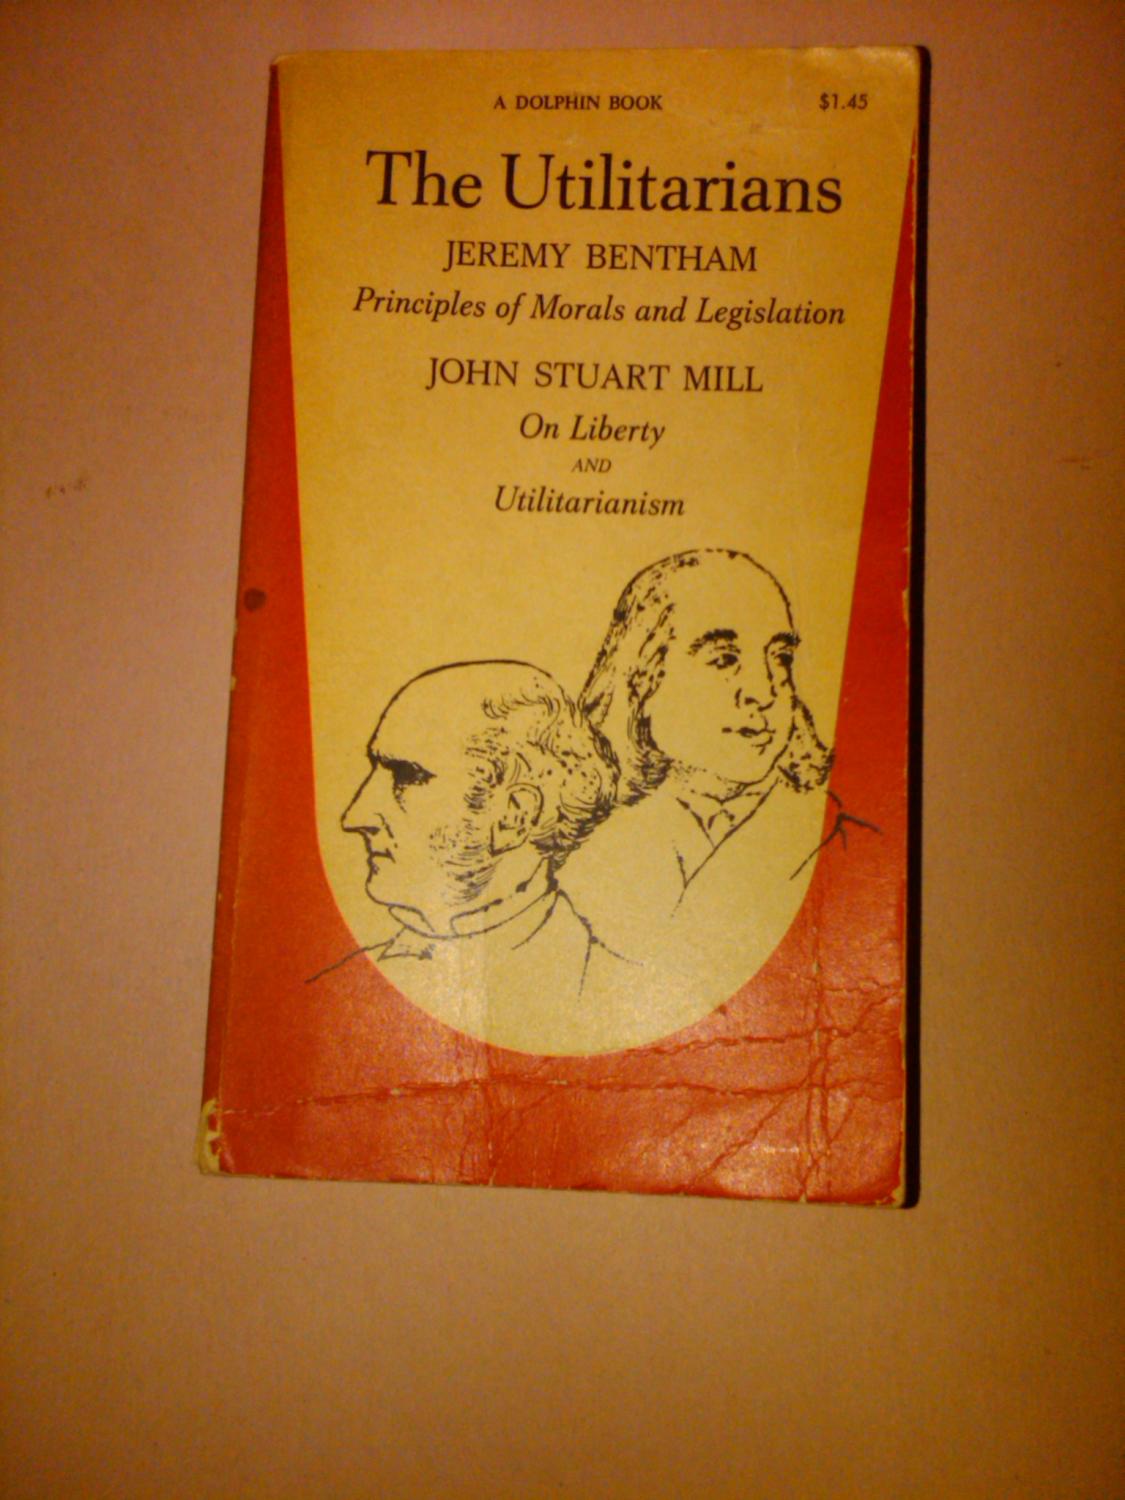 A DOLPHIN BOOK $1.45
The Utilitarians
JEREMY BENTHAM
Principles of Morals and Legislation
JOHN STUART MILL
On Liberty
AND
Utilitarianism